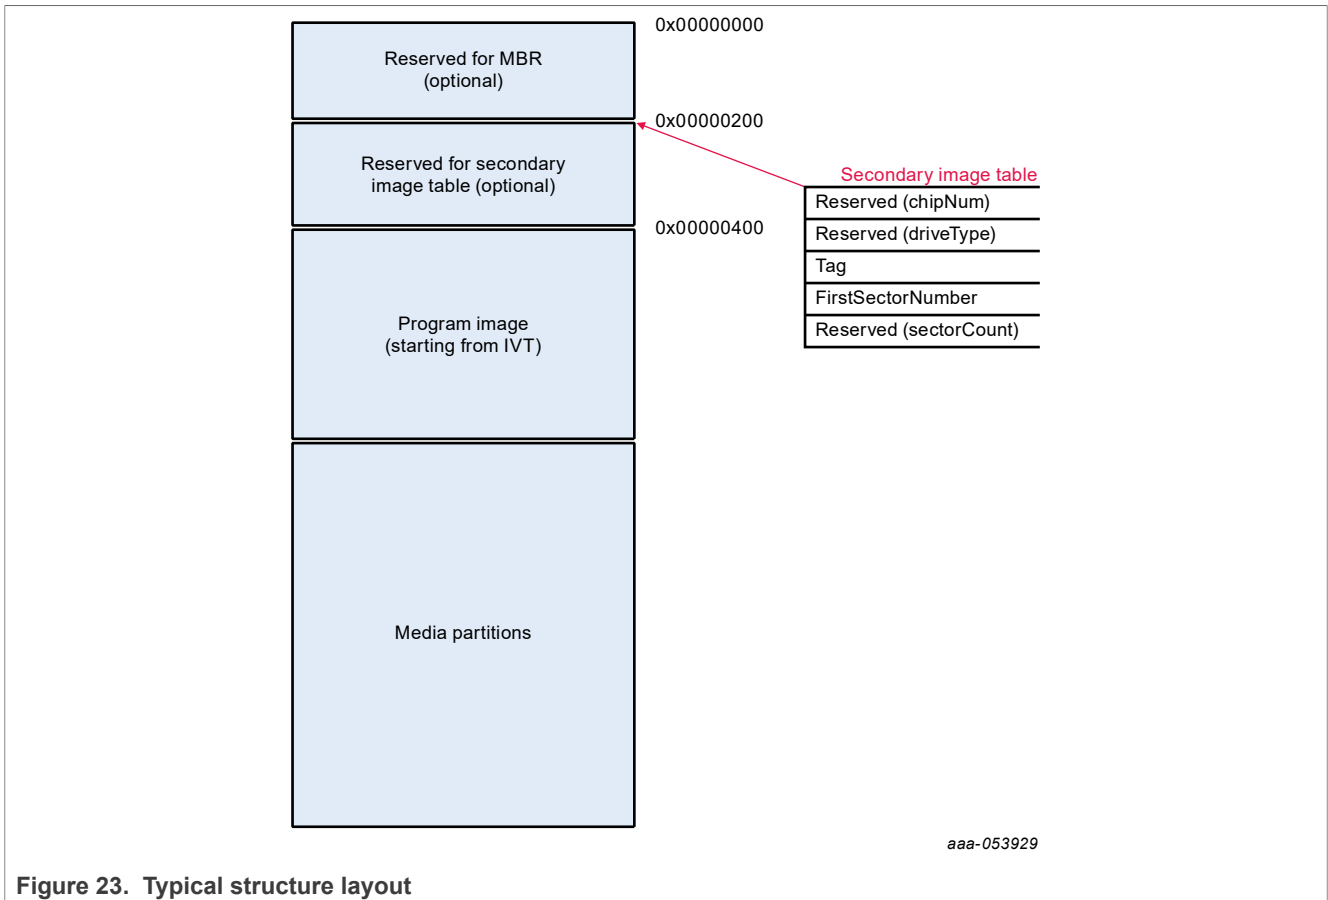 0x00000000
Reserved for MBR
(optional)
0x00000200
Reserved for secondary
image table (optional)
Secondary image table
Reserved (chipNum)
Reserved (driveType)
Tag
FirstSectorNumber
Reserved (sectorCount)
0x00000400
Program image
(starting from IVT)
Media partitions
aaa-053929
Figure 23. Typical structure layout